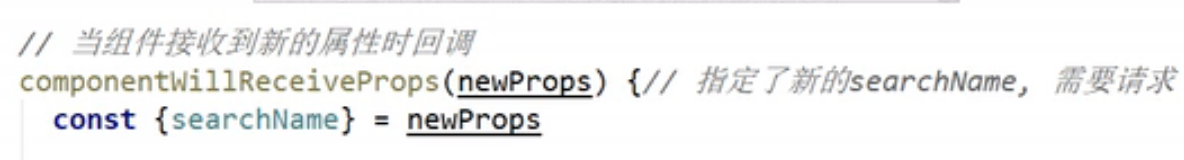 // 当组件接收到新的属性时回调
componentWillReceiveProps(newProps) {// 指定了新的searchName, 需要请求
const {searchName} = newProps